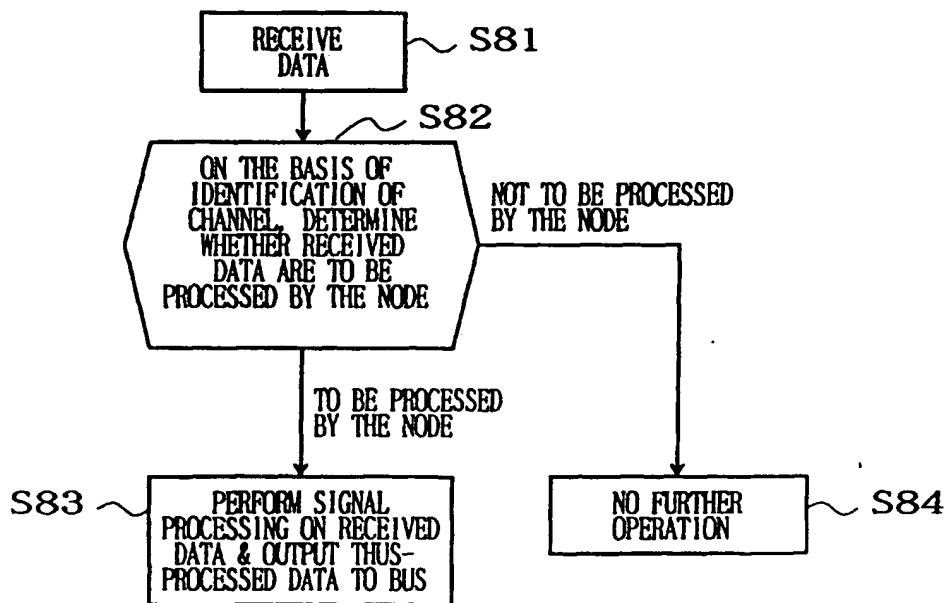 RECEIVE
DATA
S81
S82
ON THE BASIS OF
IDENTIFICATION OF
CHANNEL, DETERMINE
WHETHER RECEIVED
DATA ARE TO BE
PROCESSED BY THE NODE
NOT TO BE PROCESSED
BY THE NODE
TO BE PROCESSED
BY THE NODE
S83
PERFORM SIGNAL
PROCESSING ON RECEIVED
DATA & OUTPUT THUS-
PROCESSED DATA TO BUS
NO FURTHER
OPERATION
S84